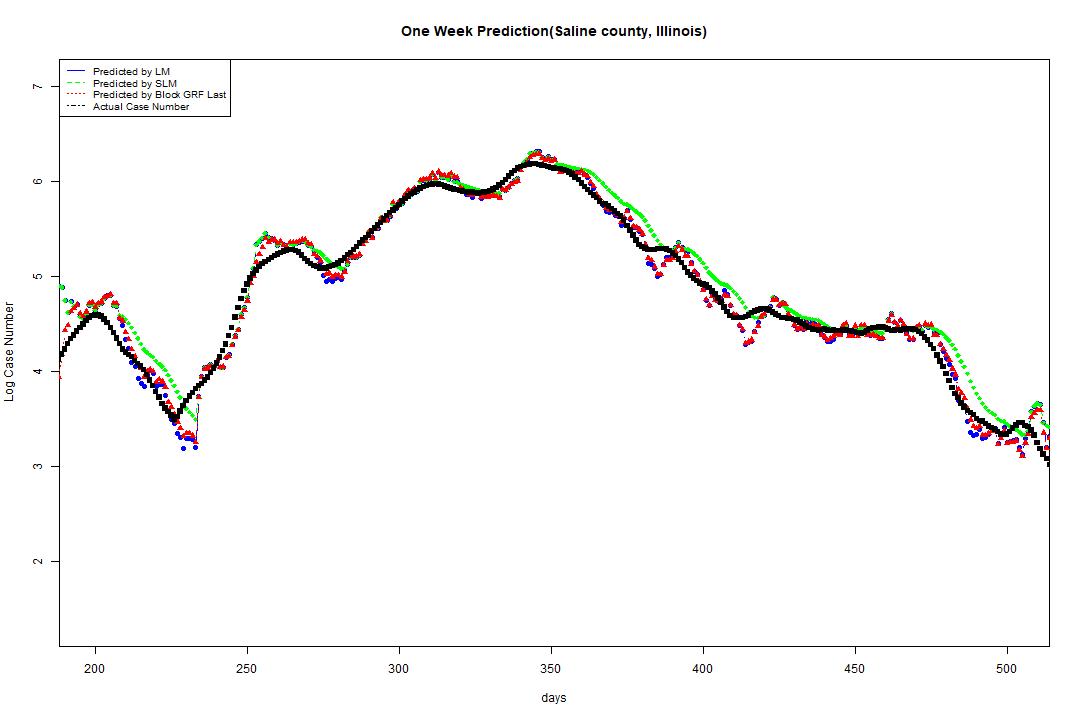 One Week Prediction(Saline county, Illinois)
Predicted by LM
Predicted by SLM
Predicted by Block GRF Last
Actual Case Number
7
6
5
4
3
2
Log Case Number
200 250 300 350 400 450 500
days